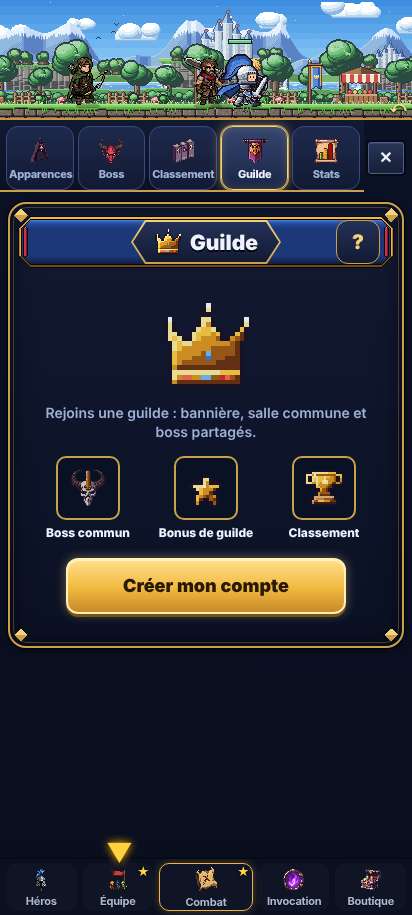 Apparences
Boss
Classement
Guilde
Stats
×
Guilde
?
Rejoins une guilde : bannière, salle commune et
boss partagés.
Boss commun
Bonus de guilde
Classement
Créer mon compte
Héros
Équipe
Combat
Invocation
Boutique